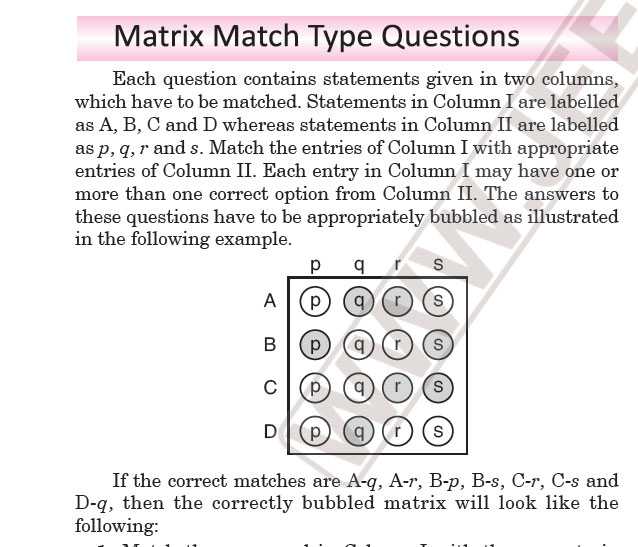 Matrix Match Type Questions
Each question contains statements given in two columns,
which have to be matched. Statements in Column I are labelled
as A, B, C and D whereas statements in Column II are labelled
as p, q, r and s. Match the entries of Column I with appropriate
entries of Column II. Each entry in Column I may have one or
more than one correct option from Column II. The answers to
these questions have to be appropriately bubbled as illustrated
in the following example.
p q r s
A p q r s
B p q r s
C p q r s
D p q r s
If the correct matches are A-q, A-r, B-p, B-s, C-r, C-s and
D-q, then the correctly bubbled matrix will look like the
following:
WWW.JEE